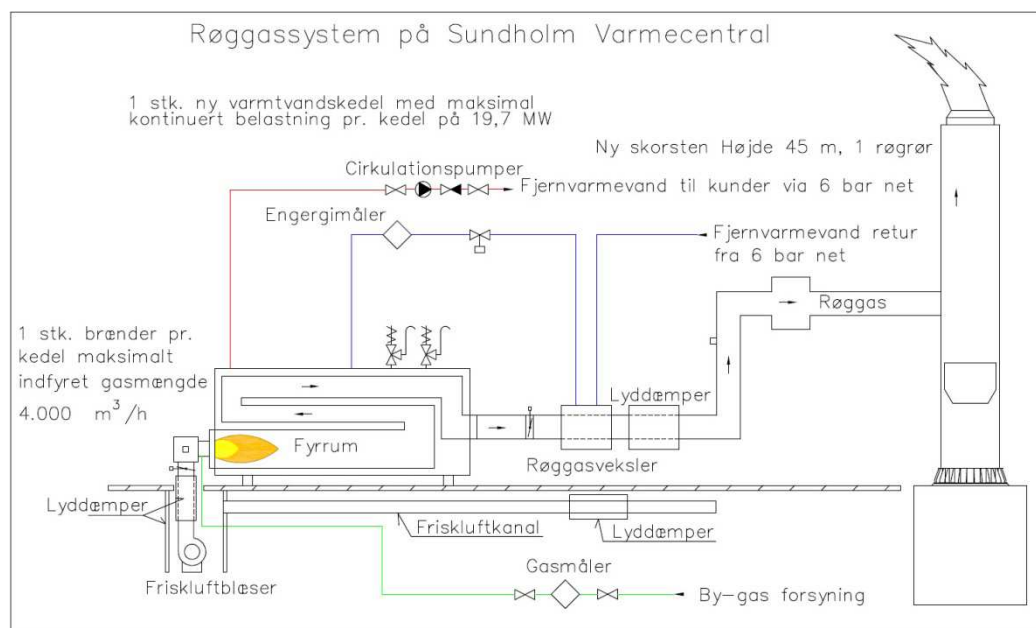 Røggassystem på Sundholm Varmecentral
1 stk. ny varmtvandskedel med maksimal
kontinuert belastning pr. kedel på 19,7 MW
Ny skorsten Højde 45 m, 1 røgrør
Cirkulationspumper
Fjernvarmevand til kunder via 6 bar net
Engergimåler
Fjernvarmevand retur
fra 6 bar net
Røggas
1 stk. brænder pr.
kedel maksimalt
indfyret gasmængde
4.000 m³/h
Lyddæmper
Fyrrum
Røggasveksler
Lyddæmper
Friskluftkanal
Lyddæmper
Friskluftblæser
Gasmåler
By-gas forsyning